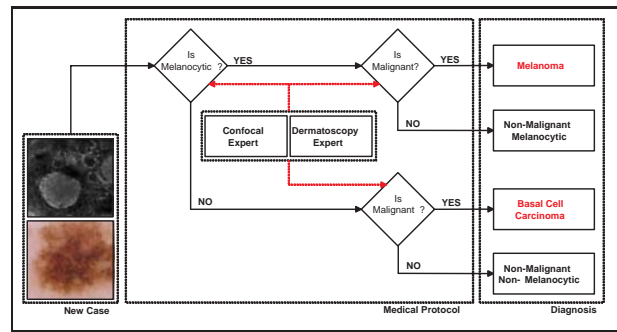 Is
Melanocytic ?
YES
Is
Malignant?
YES
Melanoma
NO
Non-Malignant
Melanocytic
Confocal
Expert
Dermatoscopy
Expert
NO
Is
Malignant ?
YES
Basal Cell
Carcinoma
NO
Non-Malignant
Non- Melanocytic
New Case
Medical Protocol
Diagnosis